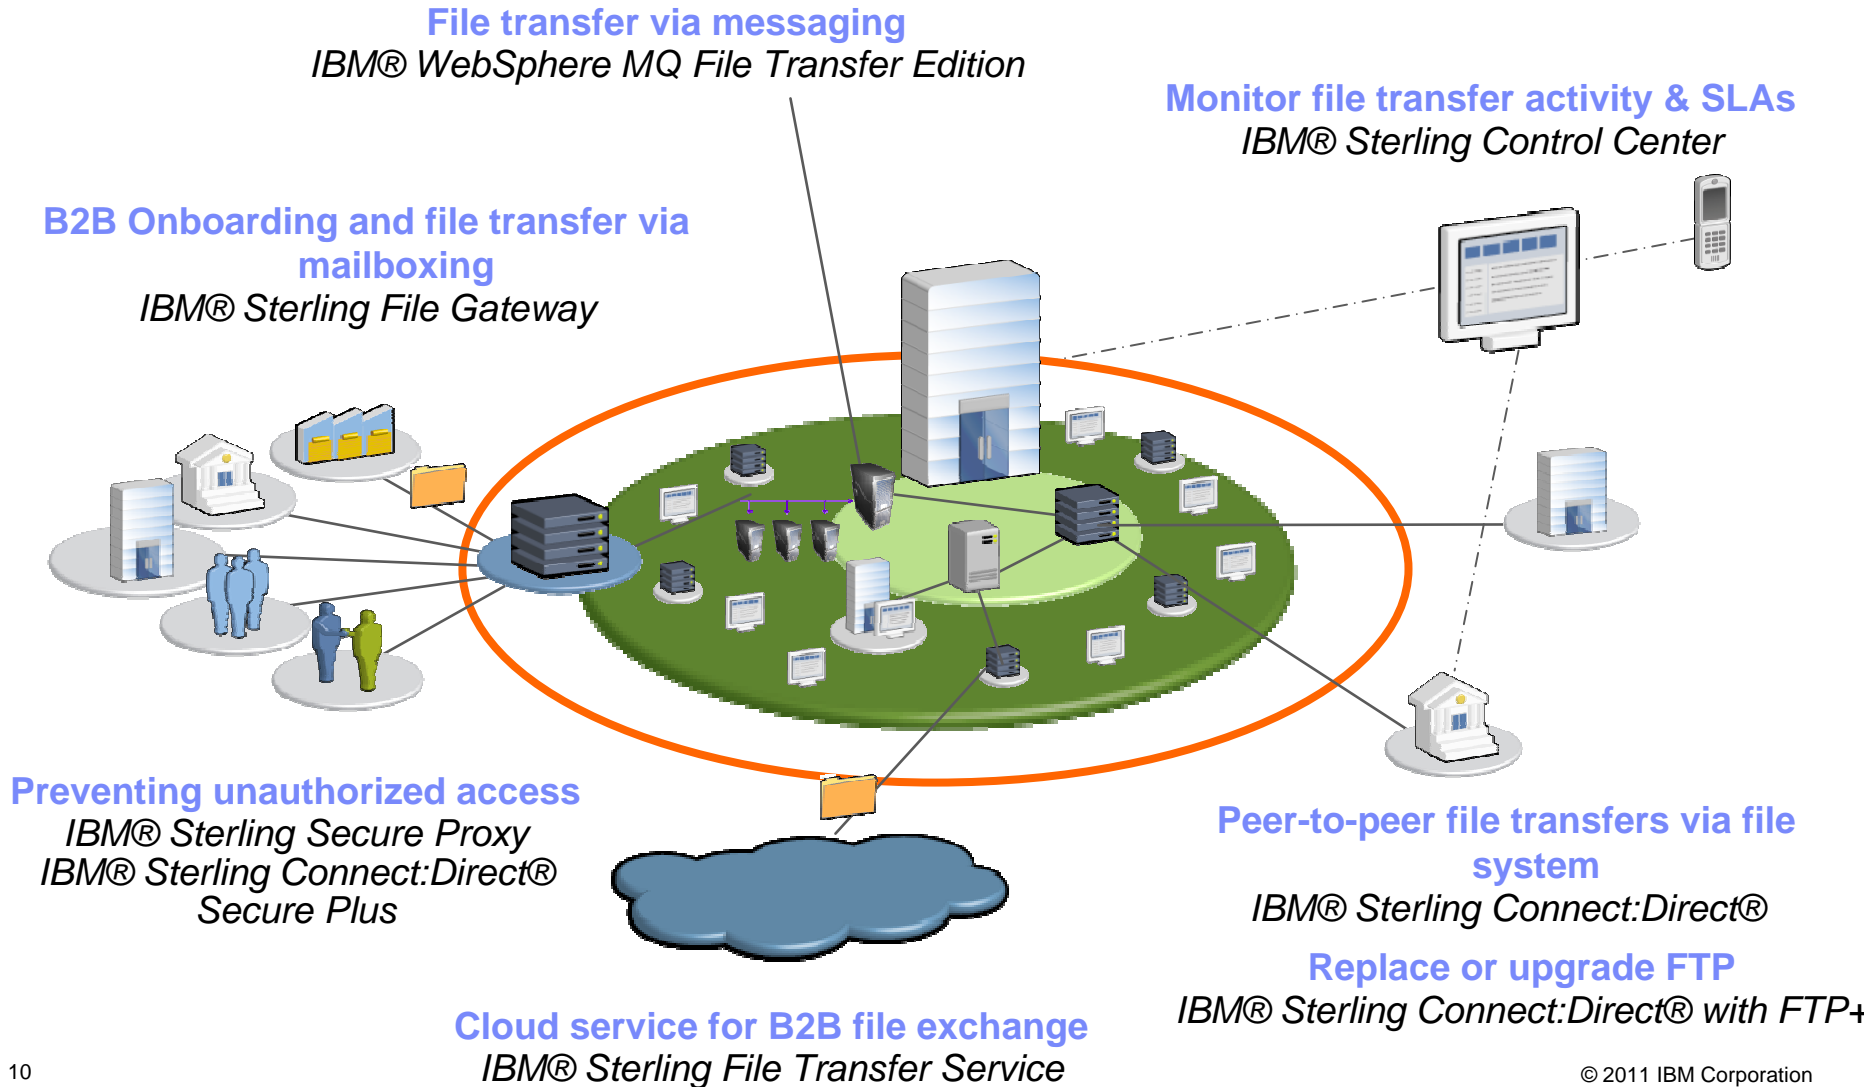 File transfer via messaging
IBM® WebSphere MQ File Transfer Edition
Monitor file transfer activity & SLAs
IBM® Sterling Control Center
B2B Onboarding and file transfer via
mailboxing
IBM® Sterling File Gateway
Preventing unauthorized access
IBM® Sterling Secure Proxy
IBM® Sterling Connect:Direct®
Secure Plus
Peer-to-peer file transfers via file
system
IBM® Sterling Connect:Direct®
Replace or upgrade FTP
IBM® Sterling Connect:Direct® with FTP+
Cloud service for B2B file exchange
IBM® Sterling File Transfer Service
10
© 2011 IBM Corporation